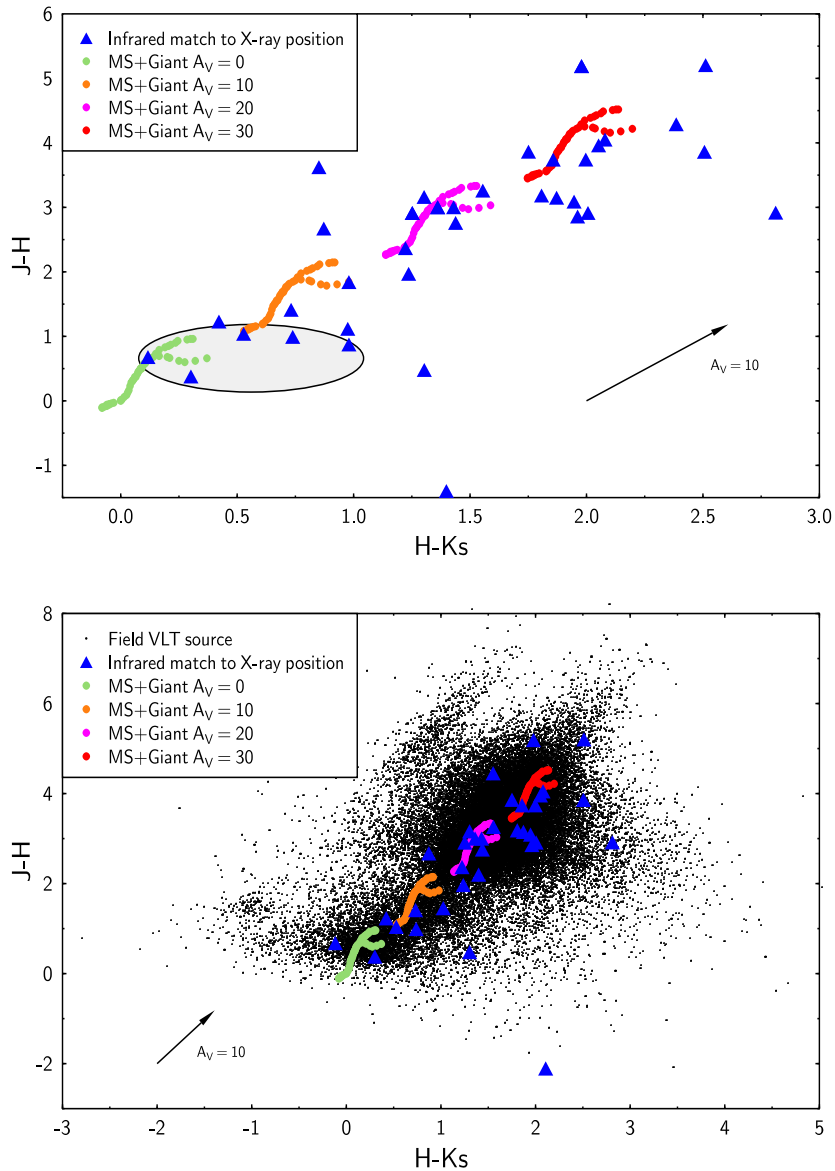 6
5
4
3
2
1
0
-1
J-H
Infrared match to X-ray position
MS+Giant A_V = 0
MS+Giant A_V = 10
MS+Giant A_V = 20
MS+Giant A_V = 30
A_V = 10
0.0 0.5 1.0 1.5 2.0 2.5 3.0
H-Ks
8
6
4
2
0
-2
J-H
Field VLT source
Infrared match to X-ray position
MS+Giant A_V = 0
MS+Giant A_V = 10
MS+Giant A_V = 20
MS+Giant A_V = 30
A_V = 10
-3 -2 -1 0 1 2 3 4 5
H-Ks